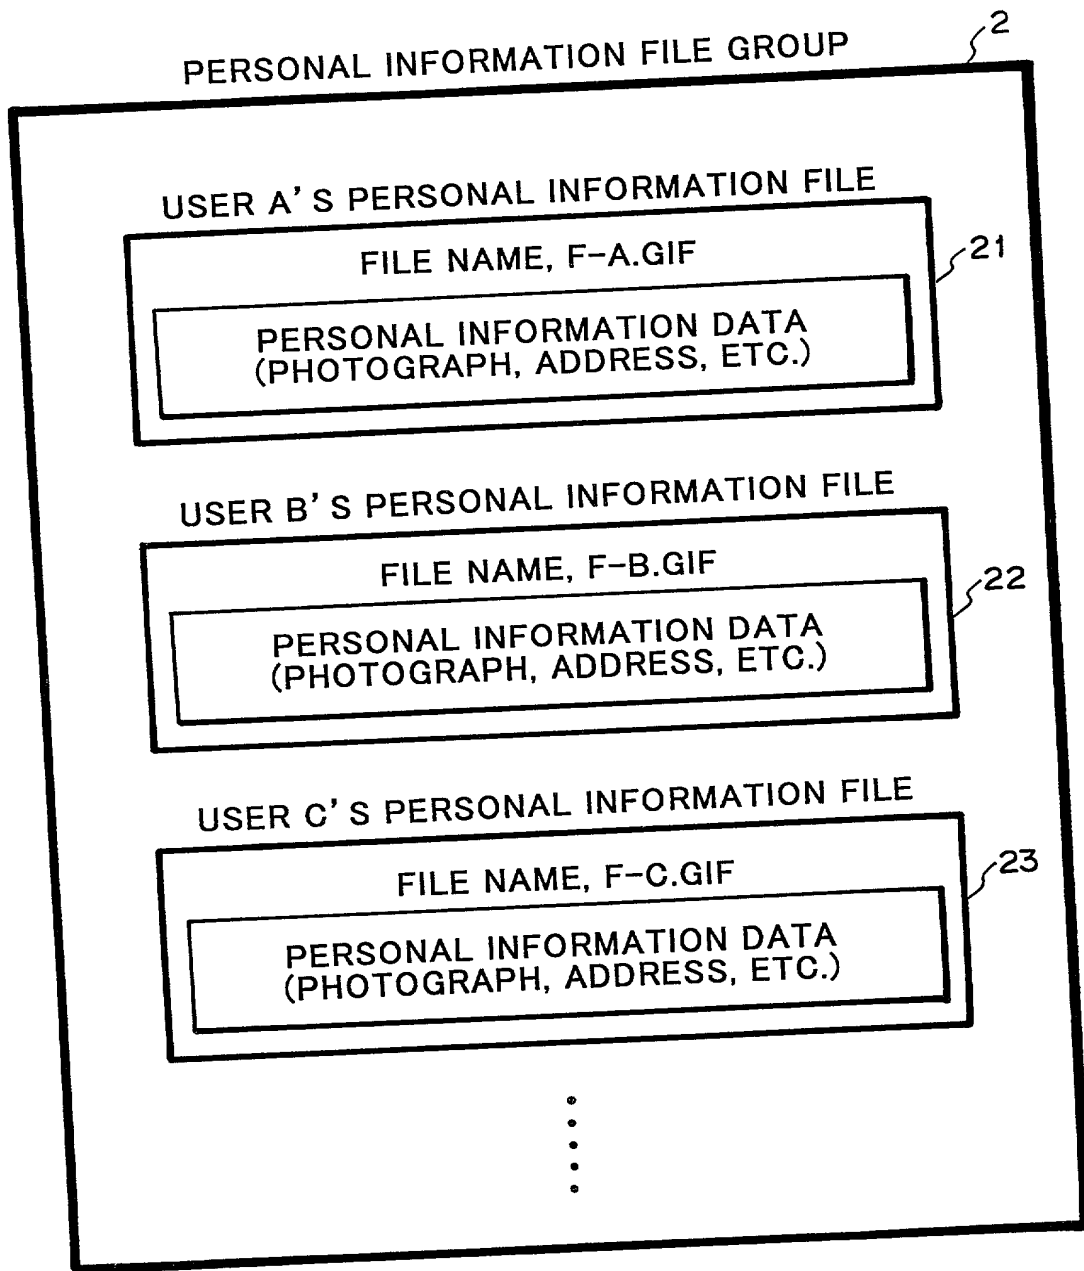 2
PERSONAL INFORMATION FILE GROUP
USER A'S PERSONAL INFORMATION FILE
FILE NAME, F-A.GIF
21
PERSONAL INFORMATION DATA
(PHOTOGRAPH, ADDRESS, ETC.)
USER B'S PERSONAL INFORMATION FILE
FILE NAME, F-B.GIF
22
PERSONAL INFORMATION DATA
(PHOTOGRAPH, ADDRESS, ETC.)
USER C'S PERSONAL INFORMATION FILE
FILE NAME, F-C.GIF
23
PERSONAL INFORMATION DATA
(PHOTOGRAPH, ADDRESS, ETC.)